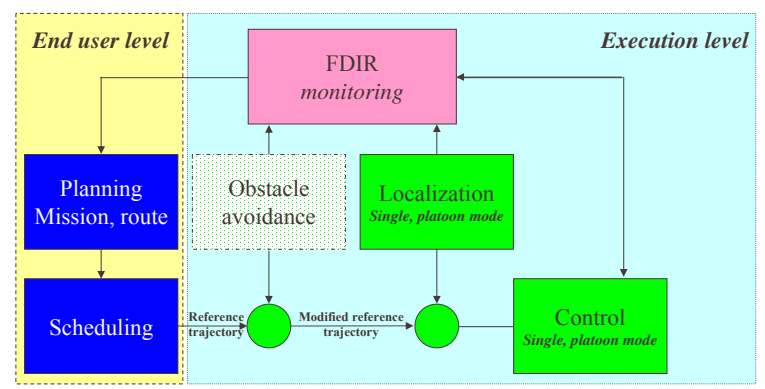 End user level
Execution level
FDIR
monitoring
Planning
Mission, route
Obstacle
avoidance
Localization
Single, platoon mode
Scheduling
Reference
trajectory
Modified reference
trajectory
Control
Single, platoon mode